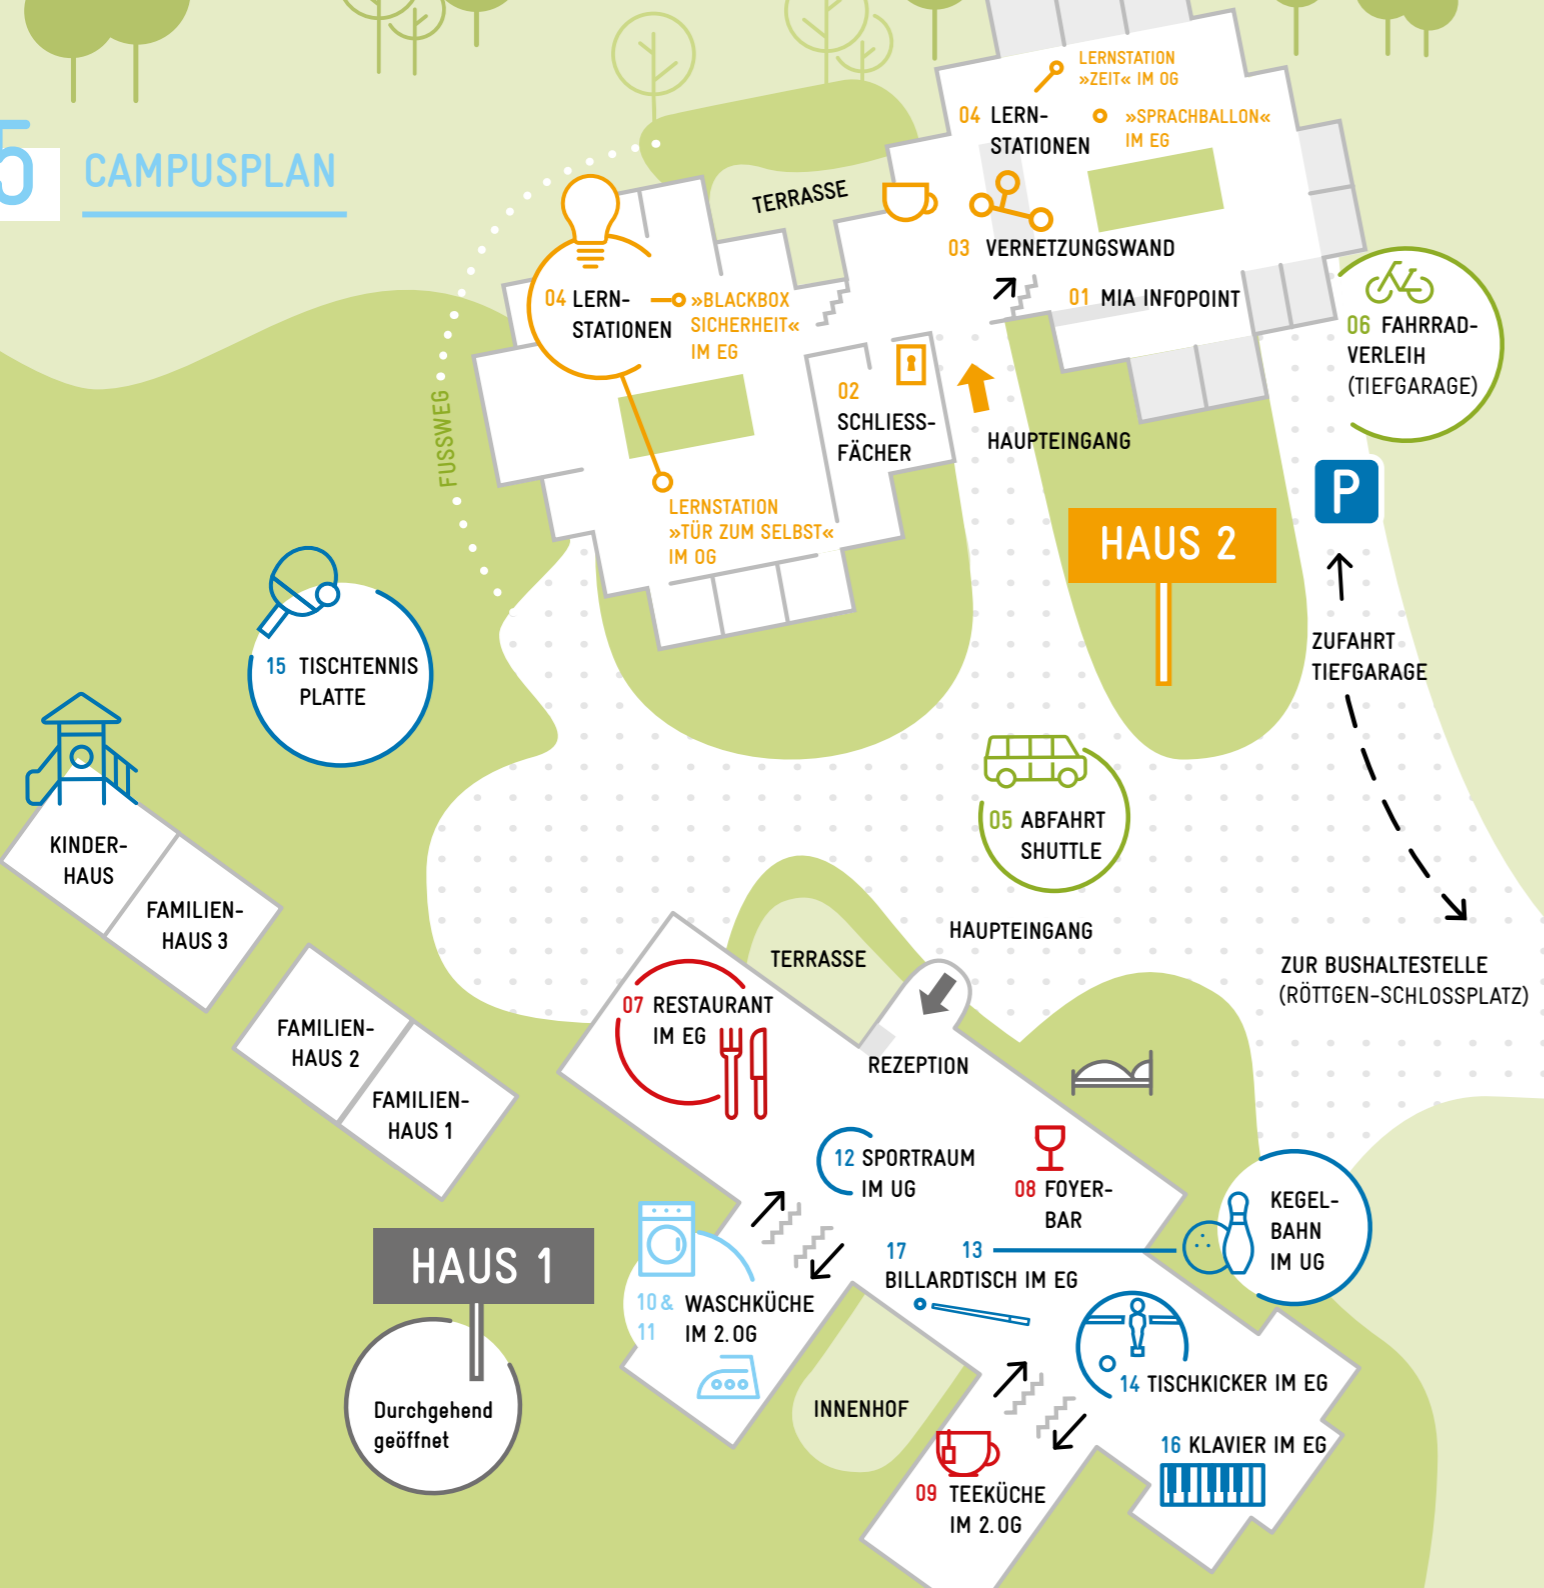 5 CAMPUSPLAN
LERNSTATION
»ZEIT« IM OG
04 LERN-
STATIONEN
»SPRACHBALLON«
IM EG
TERRASSE
03 VERNETZUNGSWAND
01 MIA INFOPOINT
04 LERN-
STATIONEN
»BLACKBOX
SICHERHEIT«
IM EG
06 FAHRRAD-
VERLEIH
(TIEFGARAGE)
02
SCHLIESS-
FÄCHER
FUSSWEG
HAUPTEINGANG
P
LERNSTATION
»TÜR ZUM SELBST«
IM OG
HAUS 2
ZUFAHRT
TIEFGARAGE
15 TISCHTENNIS
PLATTE
05 ABFAHRT
SHUTTLE
KINDER-
HAUS
FAMILIEN-
HAUS 3
HAUPTEINGANG
TERRASSE
ZUR BUSHALTESTELLE
(RÖTTGEN-SCHLOSSPLATZ)
07 RESTAURANT
IM EG
FAMILIEN-
HAUS 2
REZEPTION
FAMILIEN-
HAUS 1
12 SPORTRAUM
IM UG
08 FOYER-
BAR
KEGEL-
BAHN
IM UG
17 13
BILLARDTISCH IM EG
HAUS 1
10 & WASCHKÜCHE
11 IM 2. OG
14 TISCHKICKER IM EG
INNENHOF
Durchgehend
geöffnet
16 KLAVIER IM EG
09 TEEKÜCHE
IM 2. OG